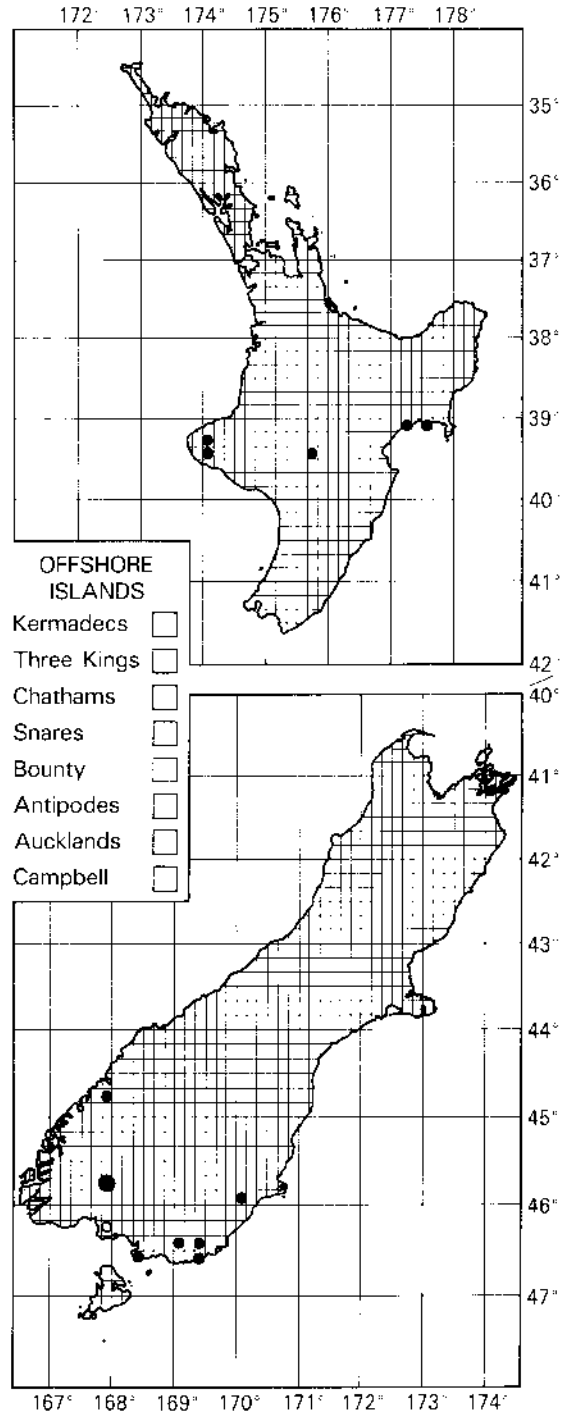 172° 173° 174° 175° 176° 177° 178°
35°
36°
37°
38°
39°
40°
41°
42°
OFFSHORE
ISLANDS
Kermadecs
Three Kings
Chathams
Snares
Bounty
Antipodes
Aucklands
Campbell
40°
41°
42°
43°
44°
45°
46°
47°
167° 168° 169° 170° 171° 172° 173° 174°